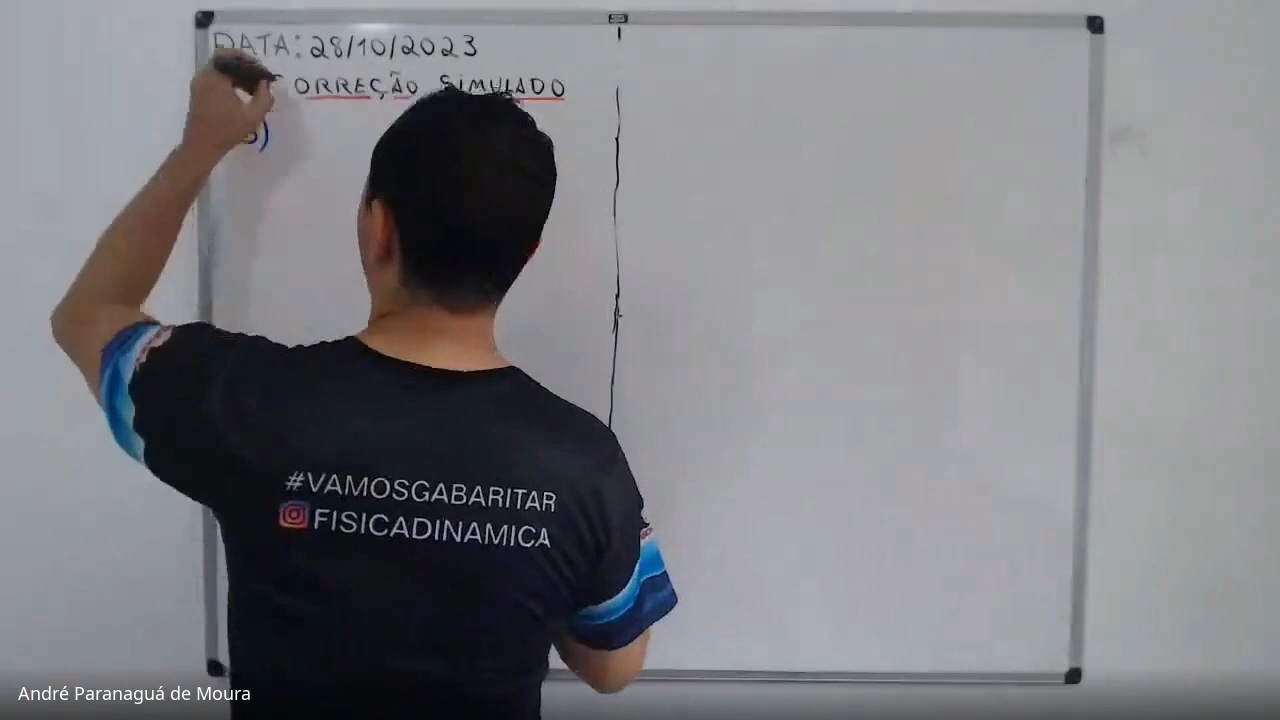 DATA: 28/10/2023
ORREÇÃO SIMULADO
)
#VAMOSGABARITAR
FISICADINAMICA
André Paranaguá de Moura